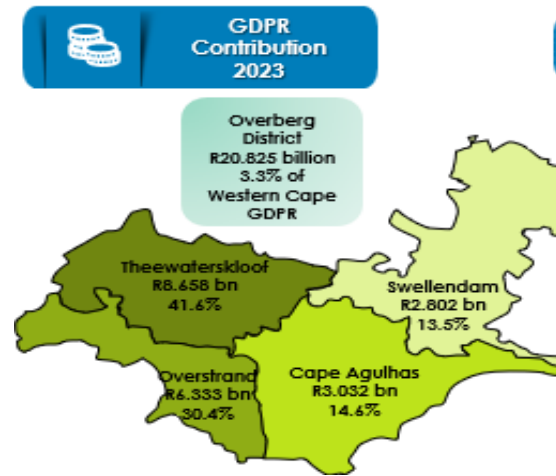 GDPR
Contribution
2023
Overberg
District
R20.825 billion
3.3% of
Western Cape
GDPR
Theewaterskloof
R8.658 bn
41.6%
Swellendam
R2.802 bn
13.5%
Overstrand
R6.333 bn
30.4%
Cape Agulhas
R3.032 bn
14.6%